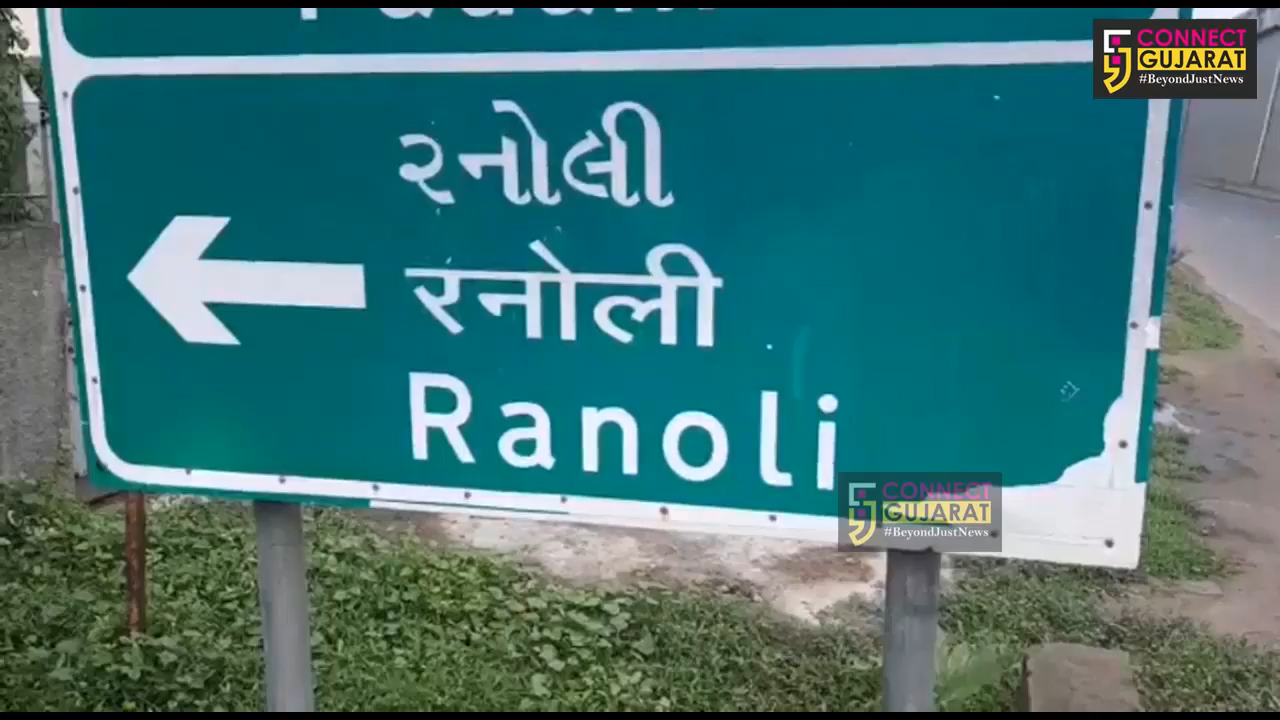 CONNECT
GUJARAT
#BeyondJustNews
રનોલી
रनोली
Ranoli
CONNECT
GUJARAT
#BeyondJustNews